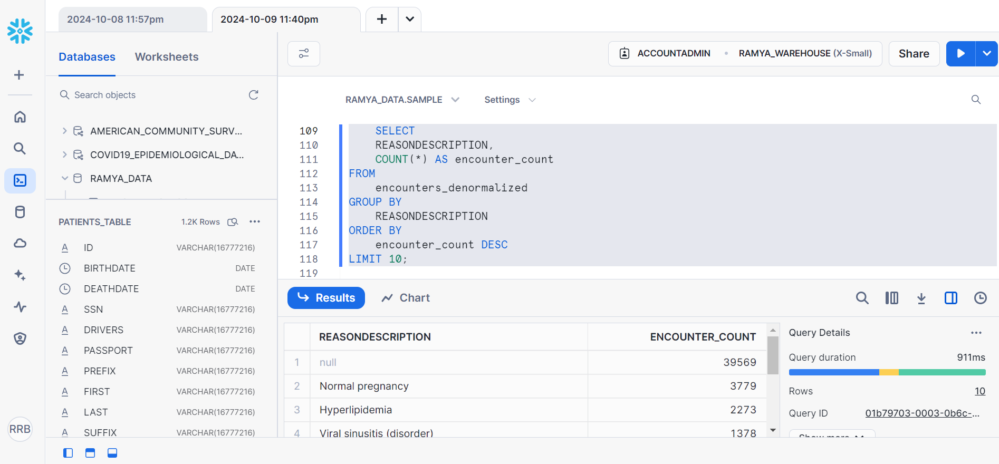 2024-10-08 11:57pm
2024-10-09 11:40pm
Databases
Worksheets
ACCOUNTADMIN
RAMYA_WAREHOUSE (X-Small)
Share
Search objects
RAMYA_DATA.SAMPLE
Settings
AMERICAN_COMMUNITY_SURV...
COVID19_EPIDEMIOLOGICAL_DA...
RAMYA_DATA
PATIENTS_TABLE
1.2K Rows
ID VARCHAR(16777216)
BIRTHDATE DATE
DEATHDATE DATE
SSN VARCHAR(16777216)
DRIVERS VARCHAR(16777216)
PASSPORT VARCHAR(16777216)
PREFIX VARCHAR(16777216)
FIRST VARCHAR(16777216)
LAST VARCHAR(16777216)
SUFFIX VARCHAR(16777216)
RRB
109 SELECT
110 REASONDESCRIPTION,
111 COUNT(*) AS encounter_count
112 FROM
113 encounters_denormalized
114 GROUP BY
115 REASONDESCRIPTION
116 ORDER BY
117 encounter_count DESC
118 LIMIT 10;
119
Results
Chart
REASONDESCRIPTION ENCOUNTER_COUNT
1 null 39569
2 Normal pregnancy 3779
3 Hyperlipidemia 2273
4 Viral sinusitis (disorder) 1378
Query Details
Query duration 911ms
Rows 10
Query ID 01b79703-0003-0b6c-...
Show more